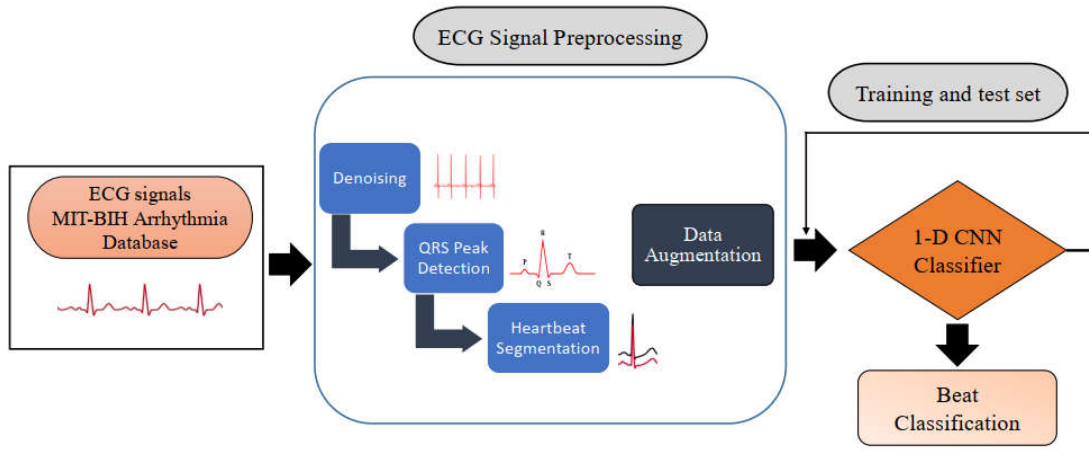 ECG Signal Preprocessing
Training and test set
ECG signals
MIT-BIH Arrhythmia
Database
Denoising
QRS Peak
Detection
R
P
T
Q S
Heartbeat
Segmentation
Data
Augmentation
1-D CNN
Classifier
Beat
Classification